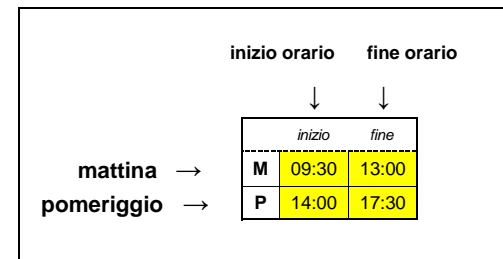 inizio orario fine orario
↓ ↓
inizio fine
mattina → M 09:30 13:00
pomeriggio → P 14:00 17:30